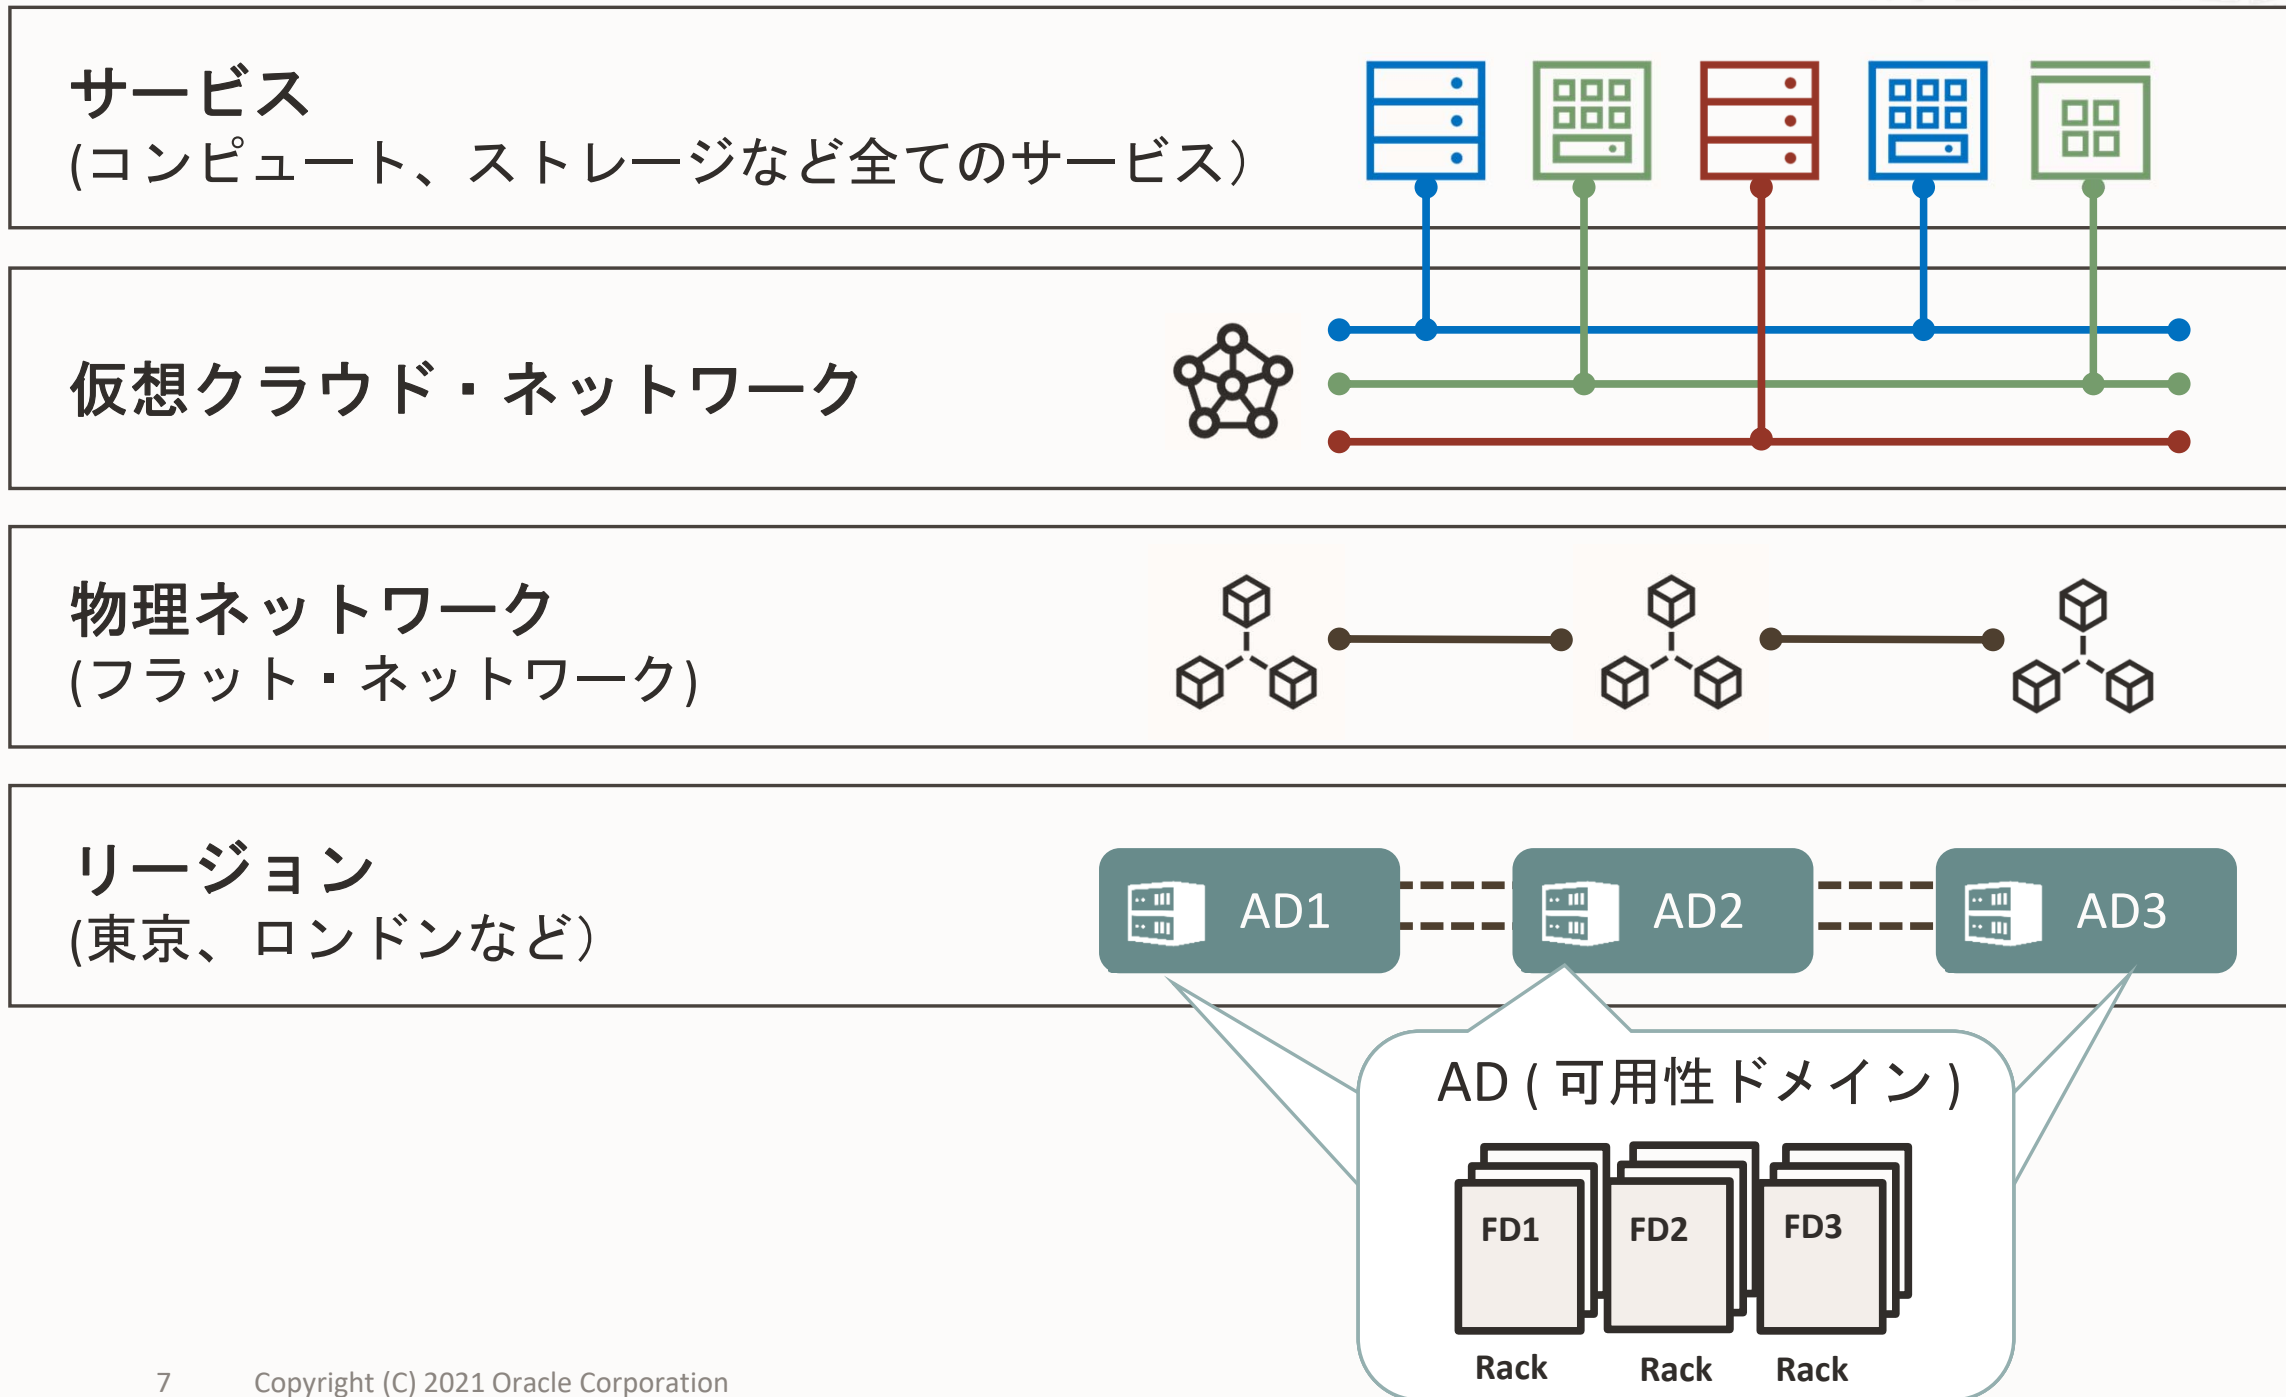 サービス
(コンピュート、ストレージなど全てのサービス）
仮想クラウド・ネットワーク
物理ネットワーク
(フラット・ネットワーク)
リージョン
(東京、ロンドンなど）
AD1
AD2
AD3
AD ( 可用性ドメイン )
FD1
FD2
FD3
Rack
Rack
Rack
7
Copyright (C) 2021 Oracle Corporation